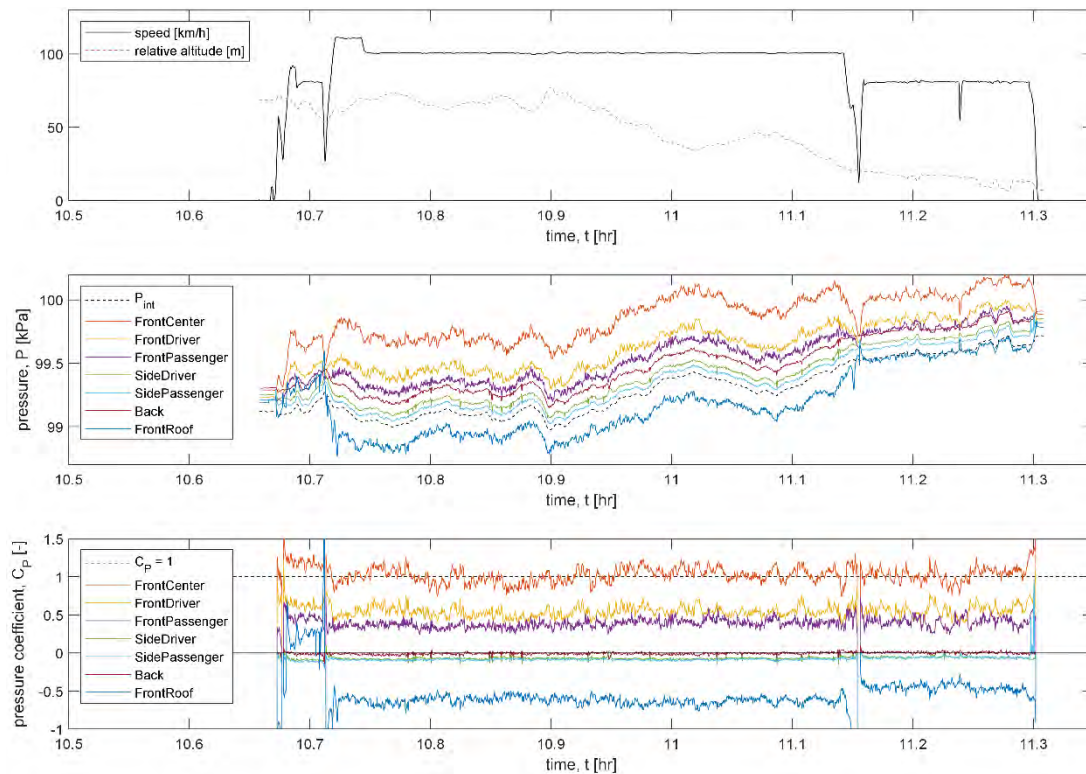 speed [km/h]
relative altitude [m]
100
50
0
10.5 10.6 10.7 10.8 10.9 11 11.1 11.2 11.3
time, t [hr]
pressure, P [kPa]
P_int
FrontCenter
FrontDriver
FrontPassenger
SideDriver
SidePassenger
Back
FrontRoof
100
99.5
99
10.5 10.6 10.7 10.8 10.9 11 11.1 11.2 11.3
time, t [hr]
pressure coefficient, C_P [-]
C_P = 1
FrontCenter
FrontDriver
FrontPassenger
SideDriver
SidePassenger
Back
FrontRoof
1.5
1
0.5
0
-0.5
-1
10.5 10.6 10.7 10.8 10.9 11 11.1 11.2 11.3
time, t [hr]